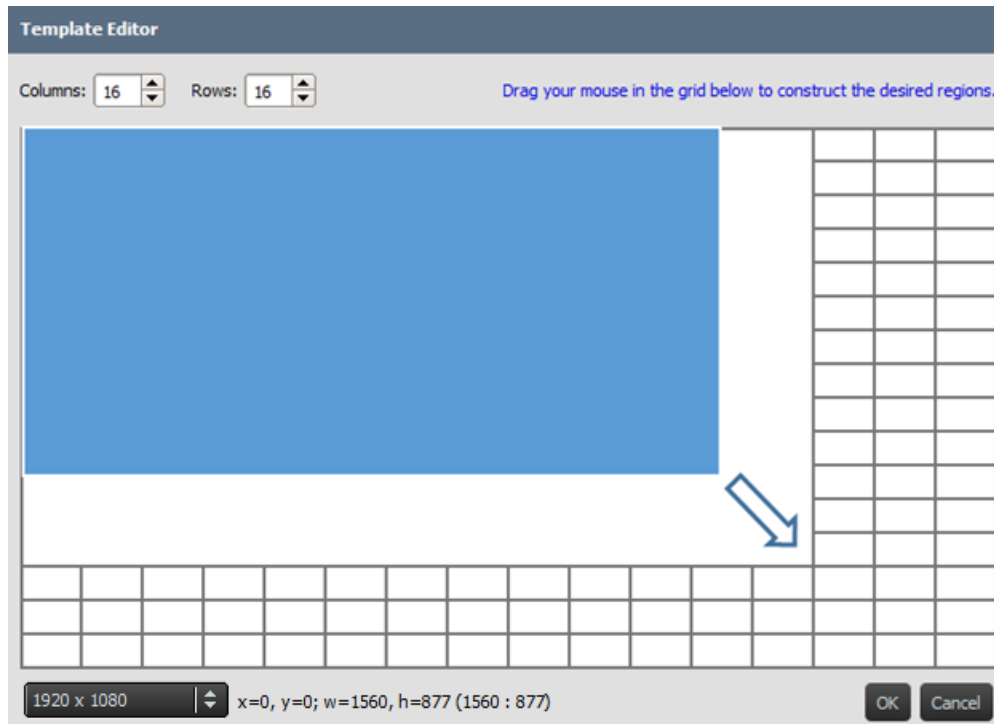 Template Editor
Columns: 16 Rows: 16 Drag your mouse in the grid below to construct the desired regions.
1920 x 1080 x=0, y=0; w=1560, h=877 (1560 : 877) OK Cancel